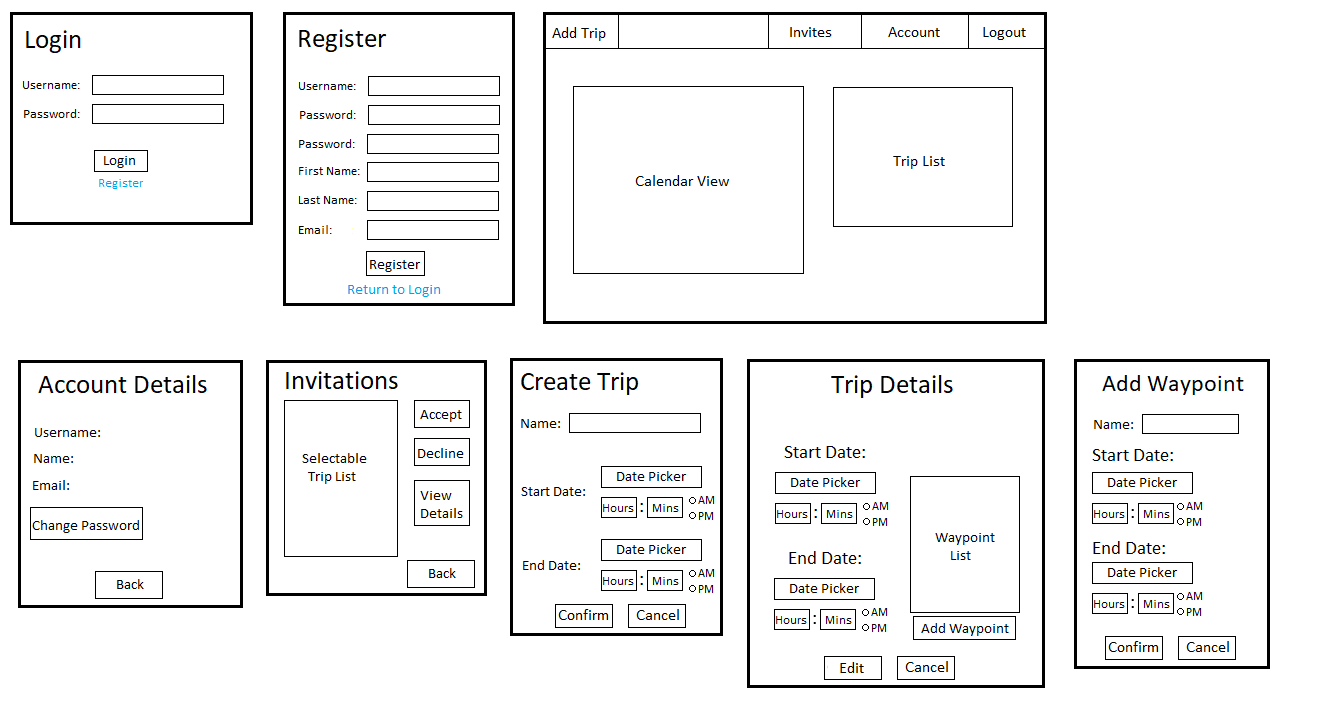 Login
Username:
Password:
Login
Register
Register
Username:
Password:
Password:
First Name:
Last Name:
Email:
Register
Return to Login
Add Trip
Invites
Account
Logout
Calendar View
Trip List
Account Details
Username:
Name:
Email:
Change Password
Back
Invitations
Selectable
Trip List
Accept
Decline
View
Details
Back
Create Trip
Name:
Start Date:
Date Picker
Hours : Mins
AM
PM
End Date:
Date Picker
Hours : Mins
AM
PM
Confirm
Cancel
Trip Details
Start Date:
Date Picker
Hours : Mins
AM
PM
End Date:
Date Picker
Hours : Mins
AM
PM
Waypoint
List
Add Waypoint
Edit
Cancel
Add Waypoint
Name:
Start Date:
Date Picker
Hours : Mins
AM
PM
End Date:
Date Picker
Hours : Mins
AM
PM
Confirm
Cancel